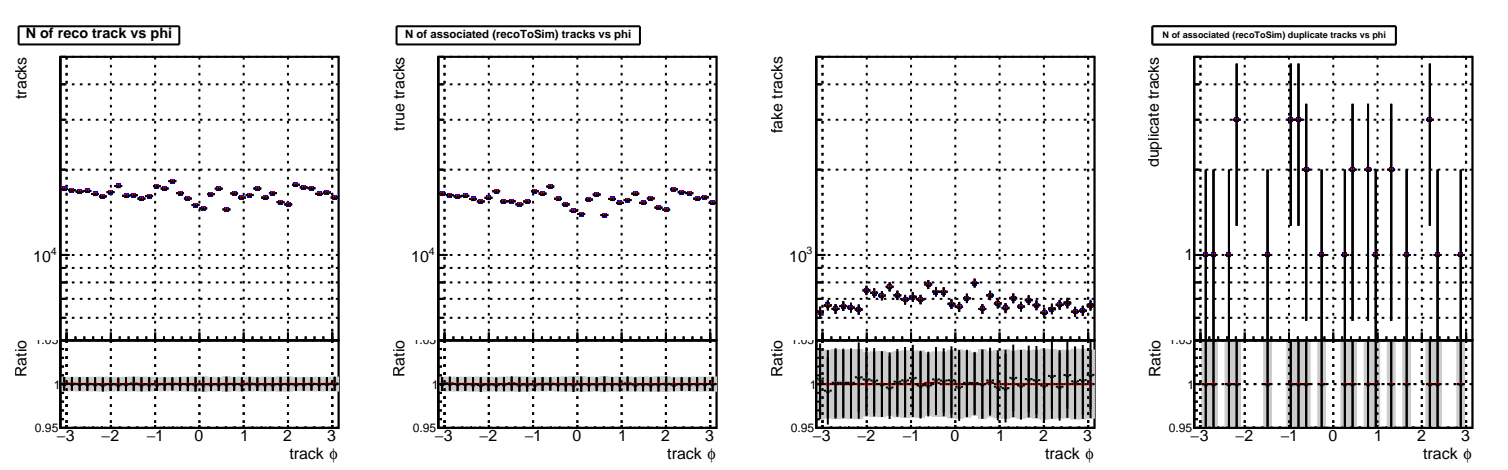 N of reco track vs phi
N of associated (recoToSim) tracks vs phi
N of associated (recoToSim) duplicate tracks vs phi
tracks
10⁴
Ratio
1
0.95
−3 −2 −1 0 1 2 3
track ϕ
true tracks
10⁴
Ratio
1
0.95
−3 −2 −1 0 1 2 3
track ϕ
fake tracks
10³
Ratio
1
0.95
−3 −2 −1 0 1 2 3
track ϕ
duplicate tracks
1
Ratio
1
0.95
−3 −2 −1 0 1 2 3
track ϕ